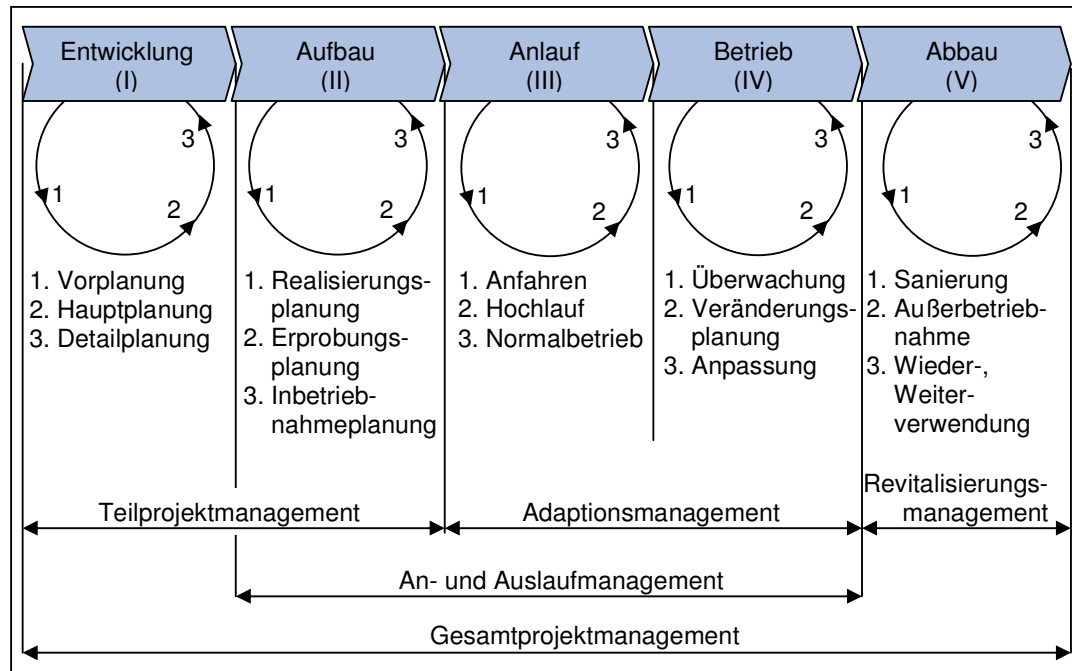 Entwicklung
(I)
Aufbau
(II)
Anlauf
(III)
Betrieb
(IV)
Abbau
(V)
1
2
3
1
2
3
1
2
3
1
2
3
1
2
3
1. Vorplanung
2. Hauptplanung
3. Detailplanung
1. Realisierungs-
planung
2. Erprobungs-
planung
3. Inbetrieb-
nahmeplanung
1. Anfahren
2. Hochlauf
3. Normalbetrieb
1. Überwachung
2. Veränderungs-
planung
3. Anpassung
1. Sanierung
2. Außerbetrieb-
nahme
3. Wieder-,
Weiter-
verwendung
Teilprojektmanagement
Adaptionsmanagement
Revitalisierungs-
management
An- und Auslaufmanagement
Gesamtprojektmanagement